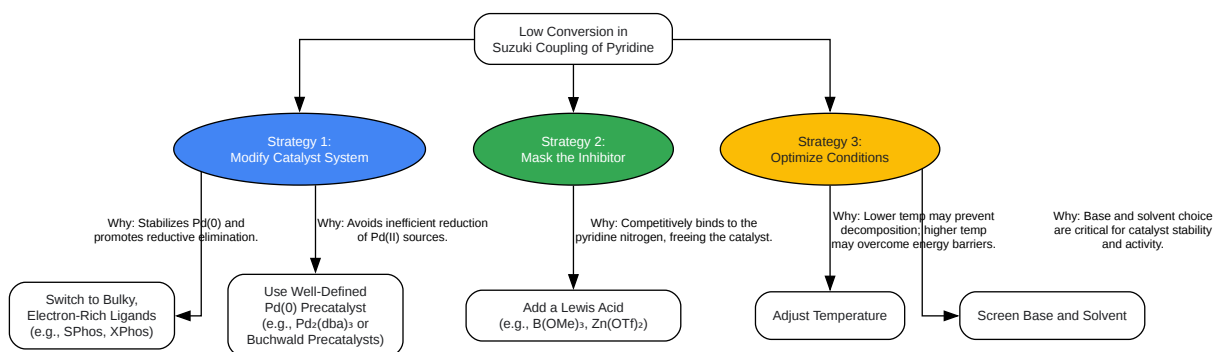 Low Conversion in
Suzuki Coupling of Pyridine
Strategy 1:
Modify Catalyst System
Strategy 2:
Mask the Inhibitor
Strategy 3:
Optimize Conditions
Why: Stabilizes Pd(0) and
promotes reductive elimination.
Why: Avoids inefficient reduction
of Pd(II) sources.
Why: Competitively binds to the
pyridine nitrogen, freeing the catalyst.
Why: Lower temp may prevent
decomposition; higher temp
may overcome energy barriers.
Why: Base and solvent choice
are critical for catalyst stability
and activity.
Switch to Bulky,
Electron-Rich Ligands
(e.g., SPhos, XPhos)
Use Well-Defined
Pd(0) Precatalyst
(e.g., Pd₂(dba)₃ or
Buchwald Precatalysts)
Add a Lewis Acid
(e.g., B(OMe)₃, Zn(OTf)₂)
Adjust Temperature
Screen Base and Solvent